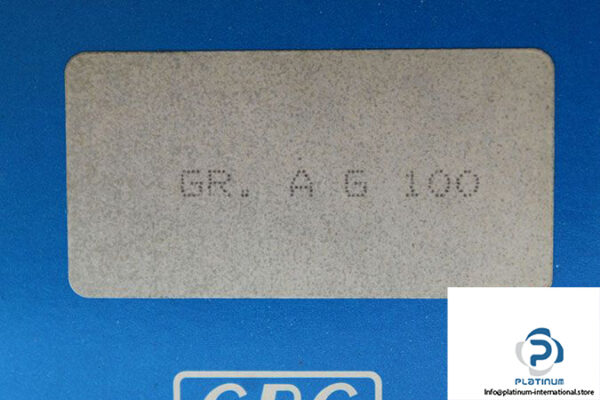 GR. A G 100
PLATINUM
Info@platinum-international.store